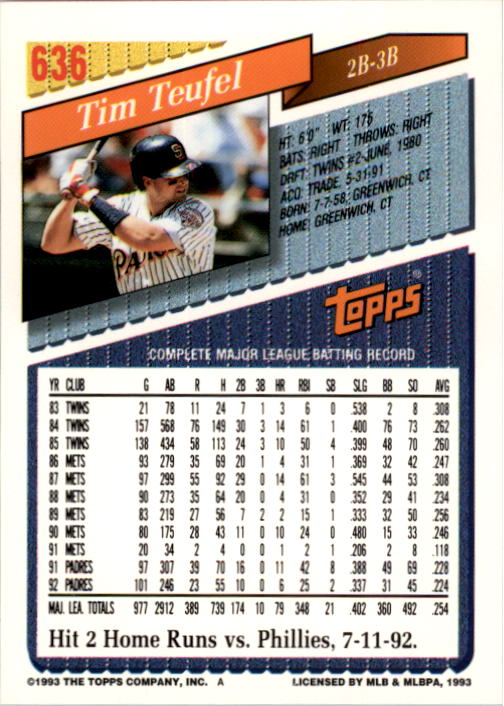 636
Tim Teufel
2B-3B
HT: 6'0" WT: 175
BATS: RIGHT THROWS: RIGHT
DRFT: TWINS #2-JUNE, 1980
ACQ: TRADE, 5-31-91
BORN: 7-7-58, GREENWICH, CT
HOME: GREENWICH, CT
PA
TOPPS®
COMPLETE MAJOR LEAGUE BATTING RECORD
YR CLUB G AB R H 2B 3B HR RBI SB SLG BB SO AVG
83 TWINS 21 78 11 24 7 1 3 6 0 .538 2 8 .308
84 TWINS 157 568 76 149 30 3 14 61 1 .400 76 73 .262
85 TWINS 138 434 58 113 24 3 10 50 4 .399 48 70 .260
86 METS 93 279 35 69 20 1 4 31 1 .369 32 42 .247
87 METS 97 299 55 92 29 0 14 61 3 .545 44 53 .308
88 METS 90 273 35 64 20 0 4 31 0 .352 29 41 .234
89 METS 83 219 27 56 7 2 2 15 1 .333 32 50 .256
90 METS 80 175 28 43 11 0 10 24 0 .480 15 33 .246
91 METS 20 34 2 4 0 0 1 2 1 .206 2 8 .118
91 PADRES 97 307 39 70 16 0 11 42 8 .388 49 69 .228
92 PADRES 101 246 23 55 10 0 6 25 2 .337 31 45 .224
MAJ. LEA. TOTALS 977 2912 389 739 174 10 79 348 21 .402 360 492 .254
Hit 2 Home Runs vs. Phillies, 7-11-92.
©1993 THE TOPPS COMPANY, INC. A LICENSED BY MLB & MLBPA, 1993